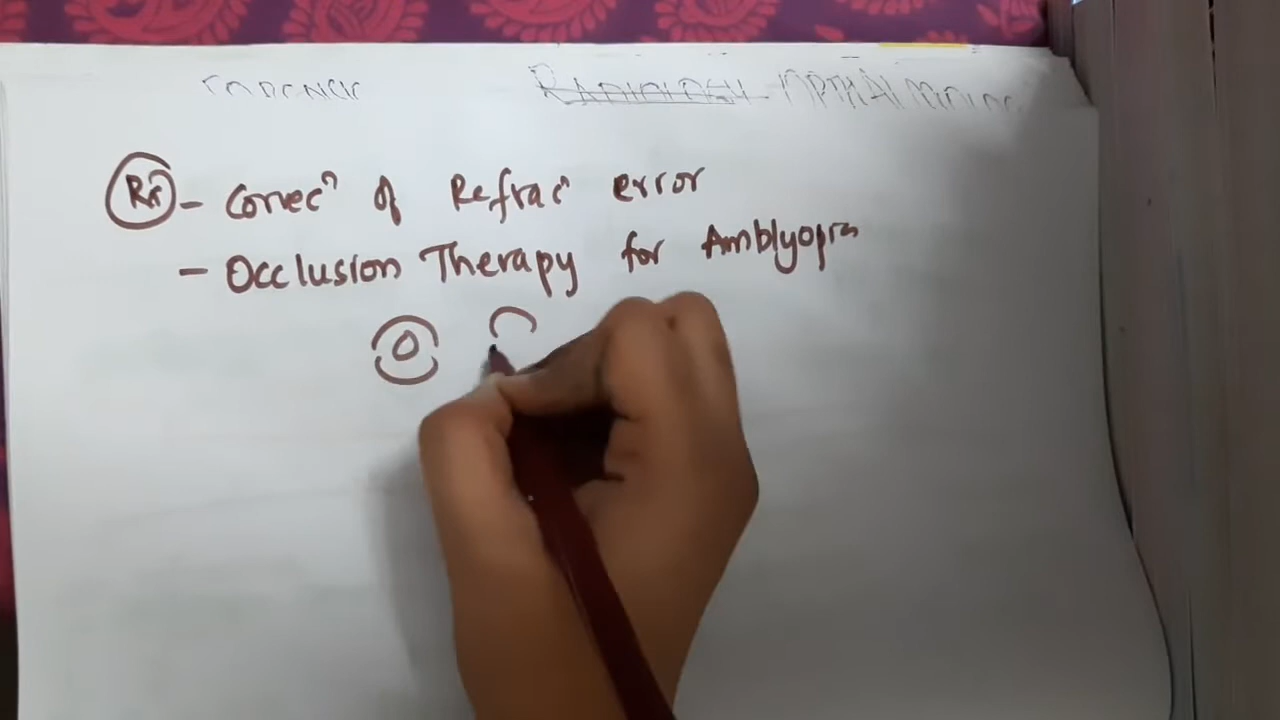 Rx - Correcⁿ of Refracⁿ error
- Occlusion Therapy for Amblyopia